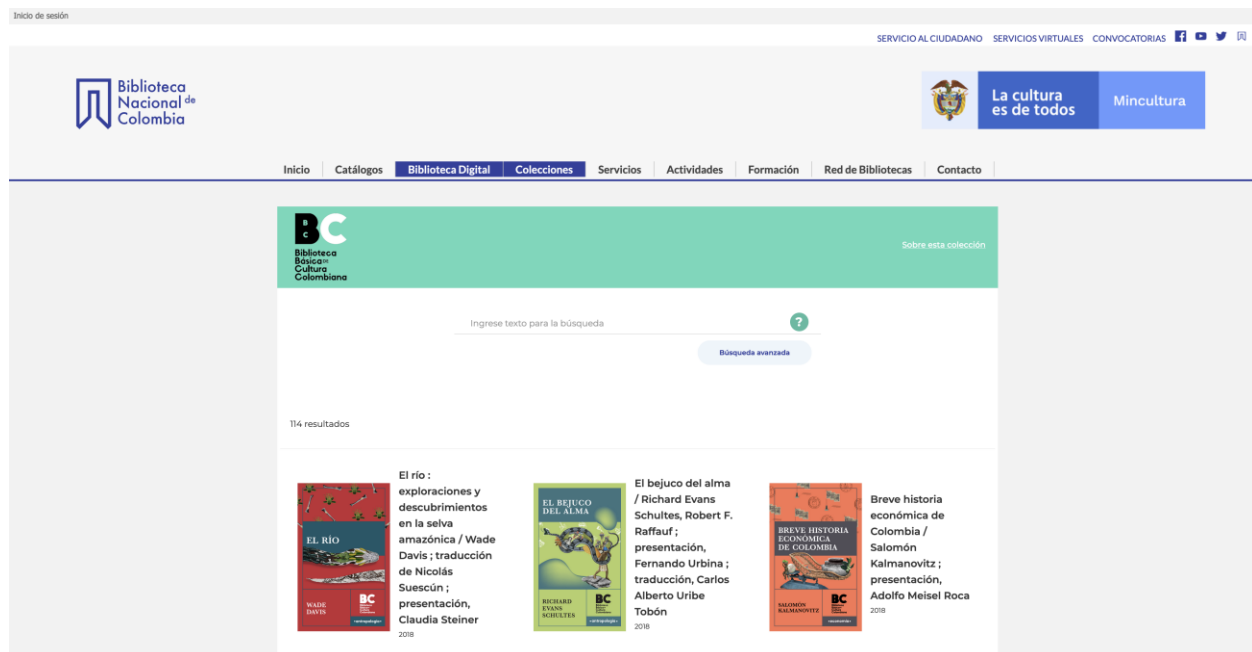 Inicio de sesión
SERVICIO AL CIUDADANO SERVICIOS VIRTUALES CONVOCATORIAS
Biblioteca
Nacional de
Colombia
La cultura
es de todos
Mincultura
Inicio Catálogos Biblioteca Digital Colecciones Servicios Actividades Formación Red de Bibliotecas Contacto
B
C
BC
Biblioteca
Básica DE
Cultura
Colombiana
Sobre esta colección
Ingrese texto para la búsqueda
?
Búsqueda avanzada
114 resultados
EL RÍO
WADE
DAVIS
BC
El río :
exploraciones y
descubrimientos
en la selva
amazónica / Wade
Davis ; traducción
de Nicolás
Suescún ;
presentación,
Claudia Steiner
2018
EL BEJUCO
DEL ALMA
RICHARD
EVANS
SCHULTES
BC
El bejuco del alma
/ Richard Evans
Schultes, Robert F.
Raffauf ;
presentación,
Fernando Urbina ;
traducción, Carlos
Alberto Uribe
Tobón
2018
BREVE HISTORIA
ECONÓMICA
DE COLOMBIA
SALOMÓN
KALMANOVITZ
BC
Breve historia
económica de
Colombia /
Salomón
Kalmanovitz ;
presentación,
Adolfo Meisel Roca
2018